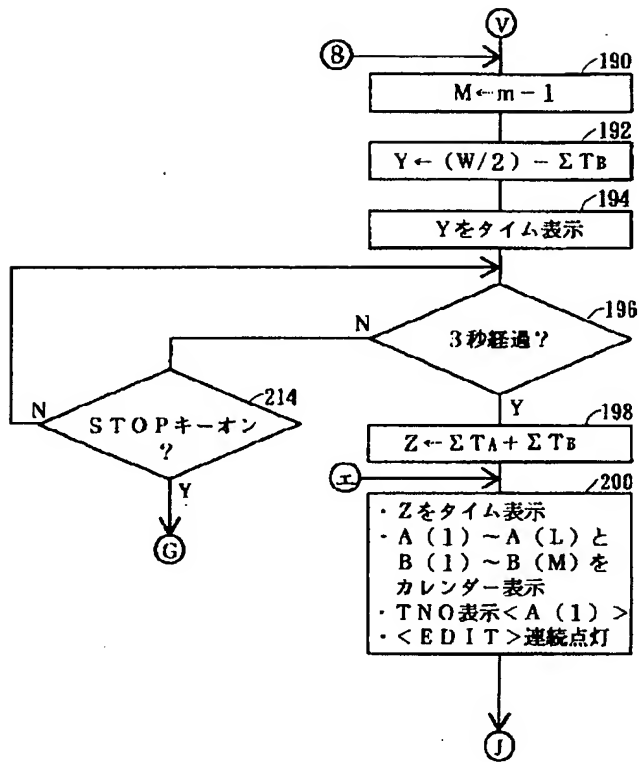 V
8
190
M←m−1
192
Y←(W/2)−ΣTB
194
Yをタイム表示
196
N
3秒経過?
214
N
STOPキーオン
?
Y
198
Z←ΣTA+ΣTB
Y
G
エ
200
・Zをタイム表示
・A(1)~A(L)と
B(1)~B(M)を
カレンダー表示
・TNO表示<A(1)>
・<EDIT>連続点灯
J